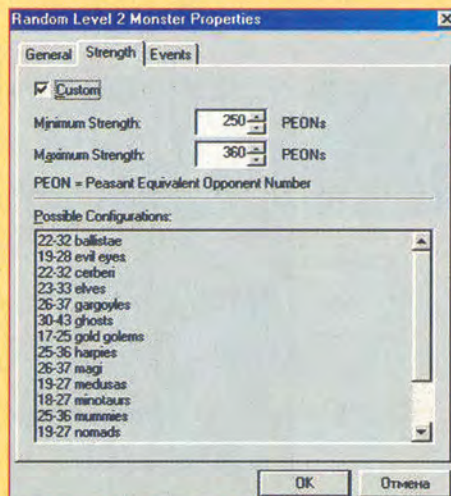 Random Level 2 Monster Properties
General Strength Events
Custom
Minimum Strength: 250 PEONs
Maximum Strength: 360 PEONs
PEON = Peasant Equivalent Opponent Number
Possible Configurations:
22-32 ballistae
19-28 evil eyes
22-32 cerberi
23-33 elves
26-37 gargoyles
30-43 ghosts
17-25 gold golems
25-36 harpies
26-37 magi
19-27 medusas
18-27 minotaurs
25-36 mummies
19-27 nomads
OK Отмена